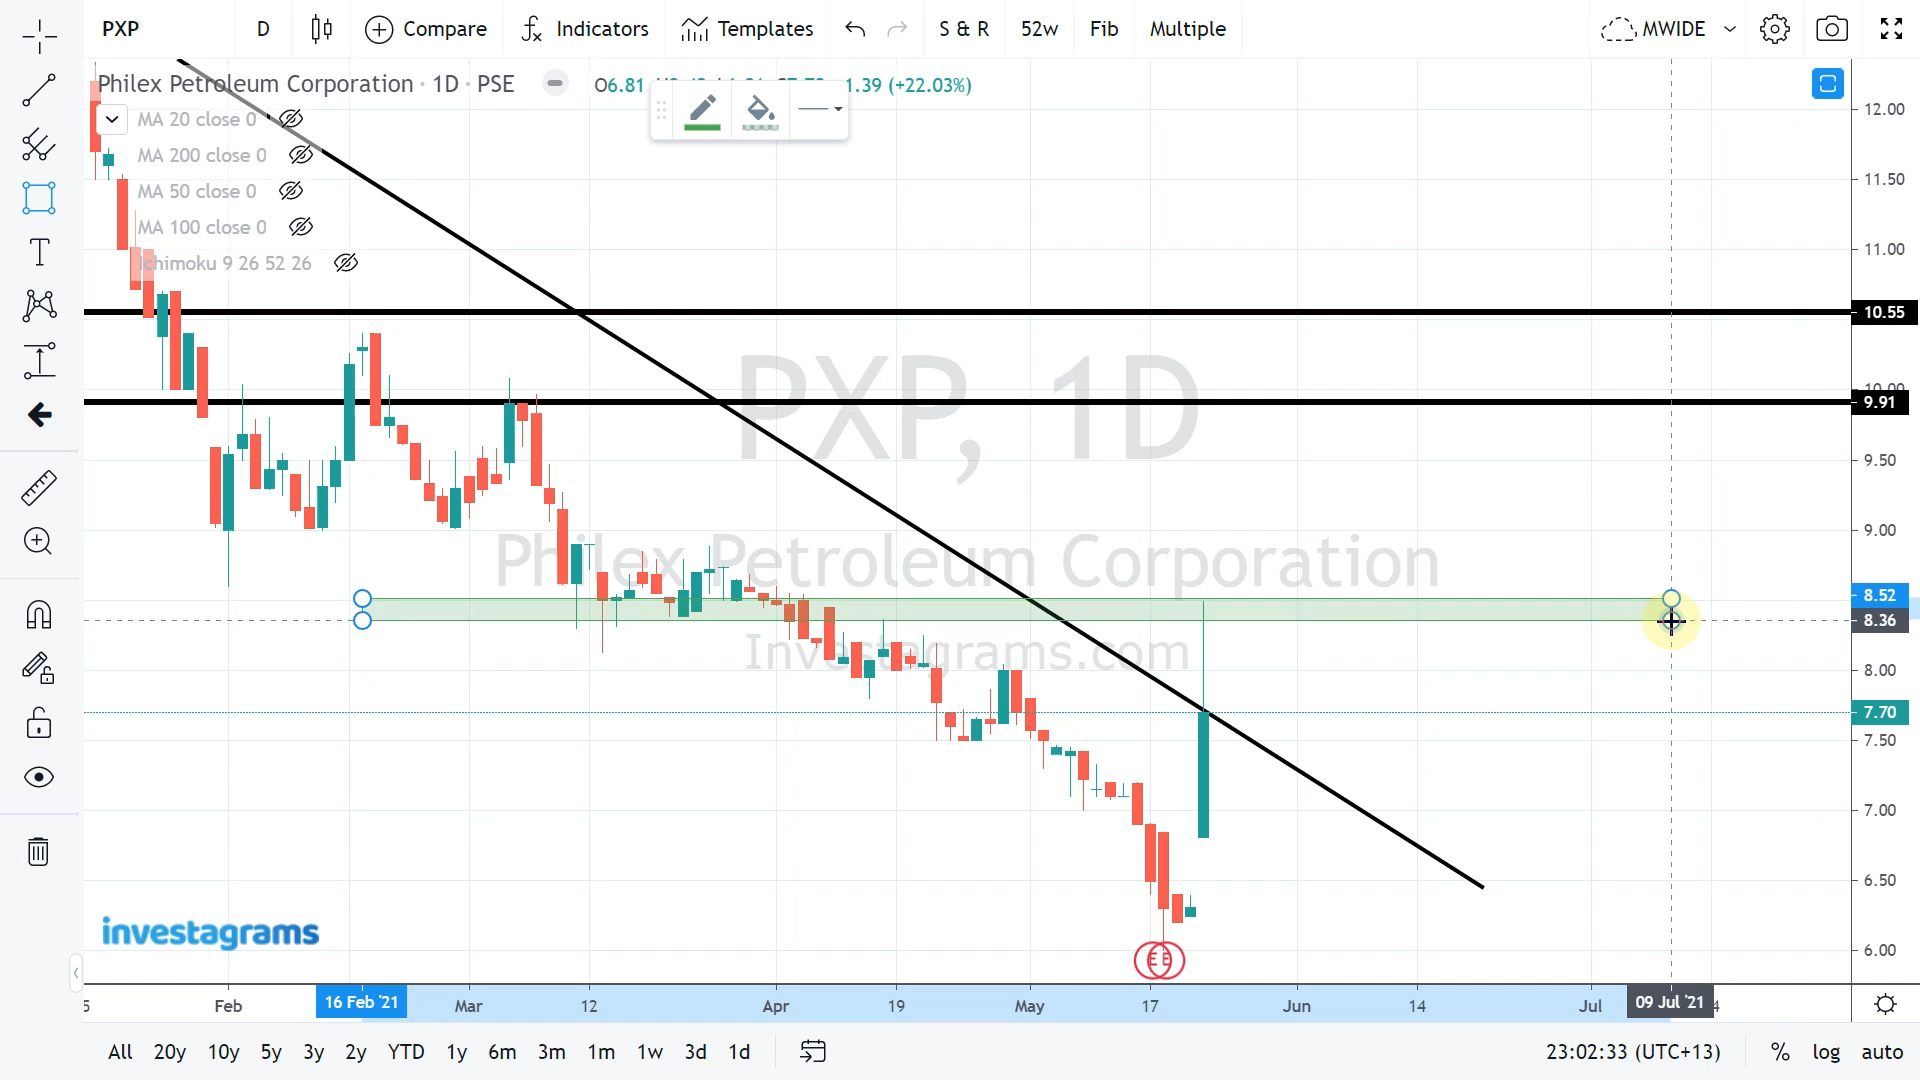 PXP D Compare Indicators Templates S & R 52w Fib Multiple MWIDE
Philex Petroleum Corporation · 1D · PSE O6.81 1.39 (+22.03%)
MA 20 close 0
MA 200 close 0
MA 50 close 0
MA 100 close 0
Ichimoku 9 26 52 26
PXP, 1D
Philex Petroleum Corporation
Investagrams.com
12.00
11.50
11.00
10.55
10.00
9.91
9.50
9.00
8.52
8.36
8.00
7.70
7.50
7.00
6.50
6.00
investagrams
E E
5 Feb 16 Feb '21 Mar 12 Apr 19 May 17 Jun 14 Jul 09 Jul '21 4
All 20y 10y 5y 3y 2y YTD 1y 6m 3m 1m 1w 3d 1d 23:02:33 (UTC+13) % log auto